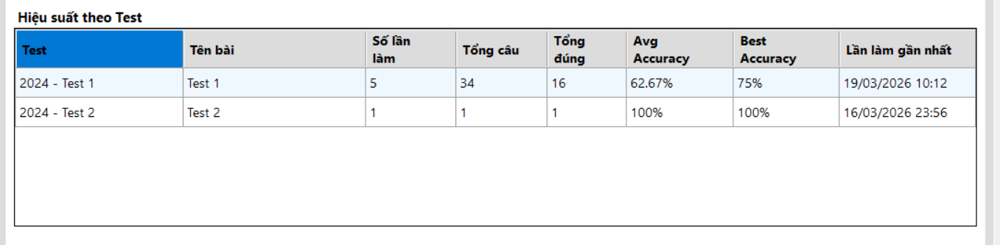 Hiệu suất theo Test
Test Tên bài Số lần làm Tổng câu Tổng đúng Avg Accuracy Best Accuracy Lần làm gần nhất
2024 - Test 1 Test 1 5 34 16 62.67% 75% 19/03/2026 10:12
2024 - Test 2 Test 2 1 1 1 100% 100% 16/03/2026 23:56